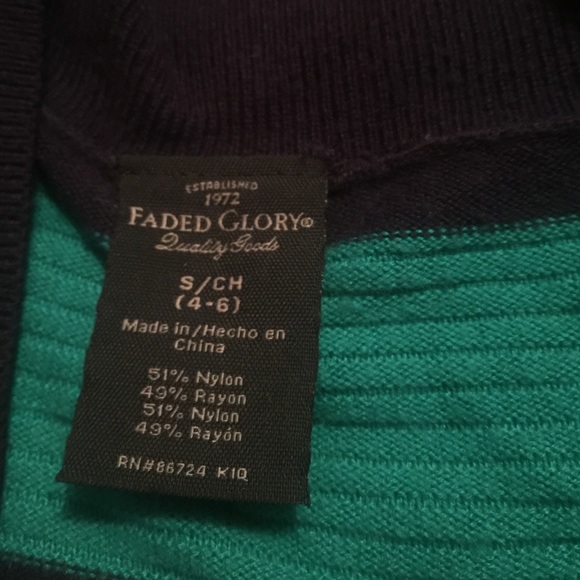 ESTABLISHED
1972
FADED GLORY®
Quality Goods
S/CH
(4-6)
Made in/Hecho en
China
51% Nylon
49% Rayon
51% Nylon
49% Rayón
RN#86724 K1Q